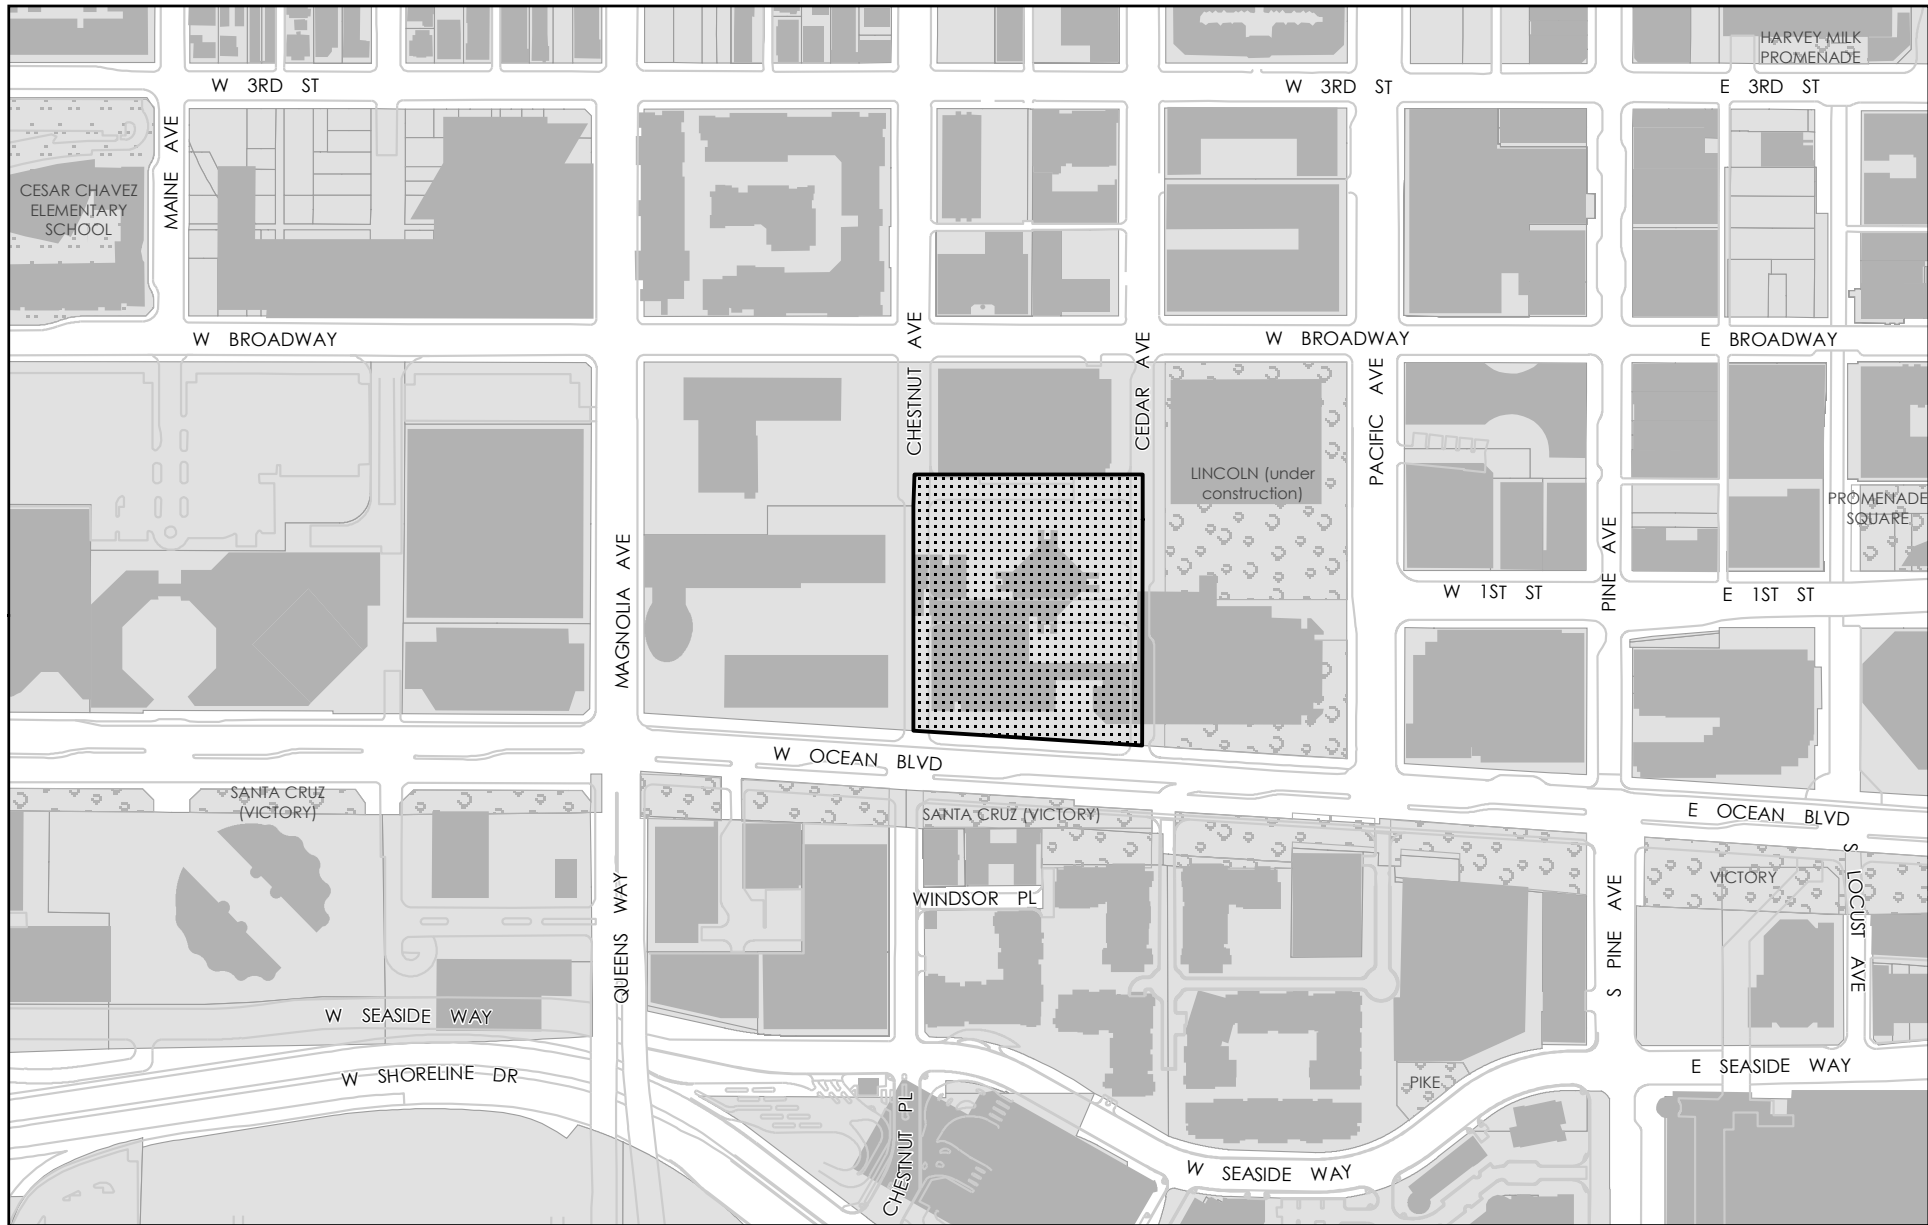 HARVEY MILK
PROMENADE
W 3RD ST
W 3RD ST
E 3RD ST
MAINE AVE
CESAR CHAVEZ
ELEMENTARY
SCHOOL
W BROADWAY
W BROADWAY
E BROADWAY
CHESTNUT AVE
CEDAR AVE
PACIFIC AVE
LINCOLN (under
construction)
PROMENADE
SQUARE
MAGNOLIA AVE
PINE AVE
W 1ST ST
E 1ST ST
W OCEAN BLVD
SANTA CRUZ
(VICTORY)
SANTA CRUZ (VICTORY)
E OCEAN BLVD
S LOCUST AVE
VICTORY
WINDSOR PL
QUEENS WAY
S PINE AVE
W SEASIDE WAY
W SHORELINE DR
E SEASIDE WAY
PIKE
CHESTNUT PL
W SEASIDE WAY